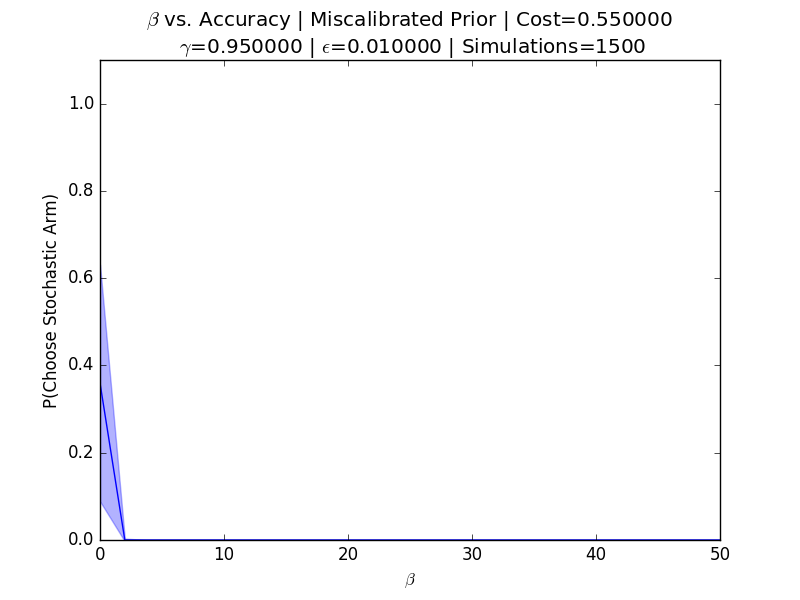 β vs. Accuracy | Miscalibrated Prior | Cost=0.550000
γ=0.950000 | ϵ=0.010000 | Simulations=1500
1.0
0.8
0.6
0.4
0.2
0.0
P(Choose Stochastic Arm)
0 10 20 30 40 50
β